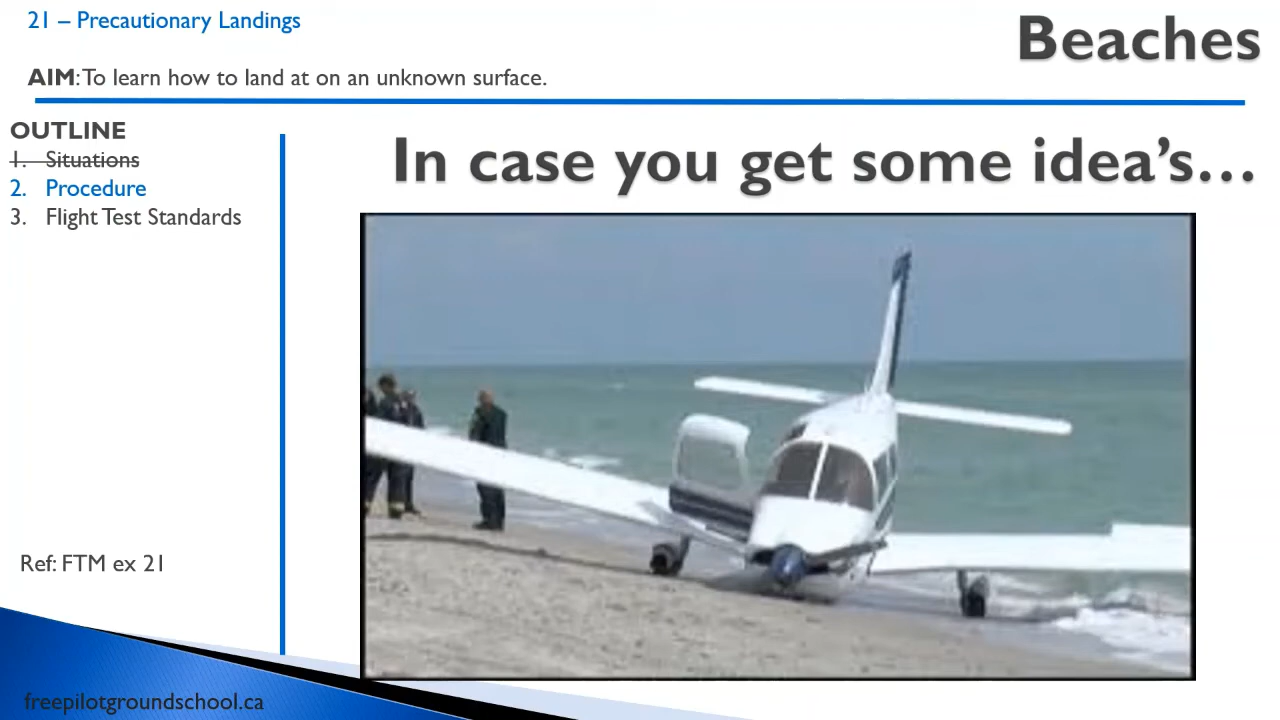 21 – Precautionary Landings
Beaches
AIM: To learn how to land at on an unknown surface.
OUTLINE
1. Situations
2. Procedure
3. Flight Test Standards
In case you get some idea’s...
Ref: FTM ex 21
freepilotgroundschool.ca